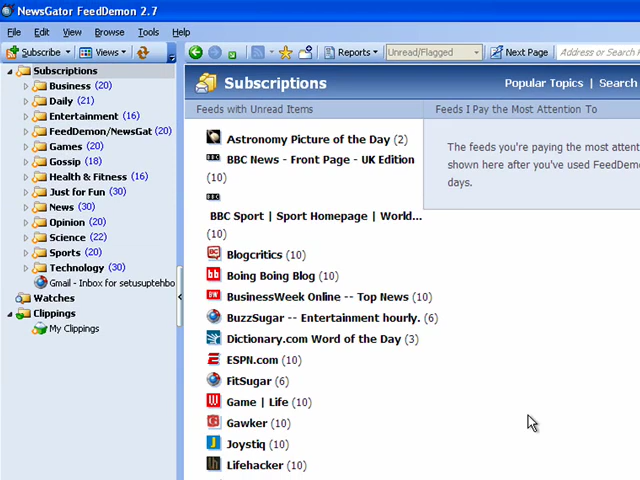 NewsGator FeedDemon 2.7
File Edit View Browse Tools Help
Subscribe Views Reports Unread/Flagged Next Page Address or Search
Subscriptions
Business (20)
Daily (21)
Entertainment (16)
FeedDemon/NewsGat (20)
Games (20)
Gossip (18)
Health & Fitness (16)
Just for Fun (30)
News (30)
Opinion (20)
Science (22)
Sports (20)
Technology (30)
Gmail - Inbox for setusuptehbo
Watches
Clippings
My Clippings
Subscriptions
Popular Topics | Search
Feeds with Unread Items
Astronomy Picture of the Day (2)
BBC News - Front Page - UK Edition
(10)
BBC Sport | Sport Homepage | World...
(10)
Blogcritics (10)
Boing Boing Blog (10)
BusinessWeek Online -- Top News (10)
BuzzSugar -- Entertainment hourly. (6)
Dictionary.com Word of the Day (3)
ESPN.com (10)
FitSugar (6)
Game | Life (10)
Gawker (10)
Joystiq (10)
Lifehacker (10)
Feeds I Pay the Most Attention To
The feeds you're paying the most attent
shown here after you've used FeedDemo
days.